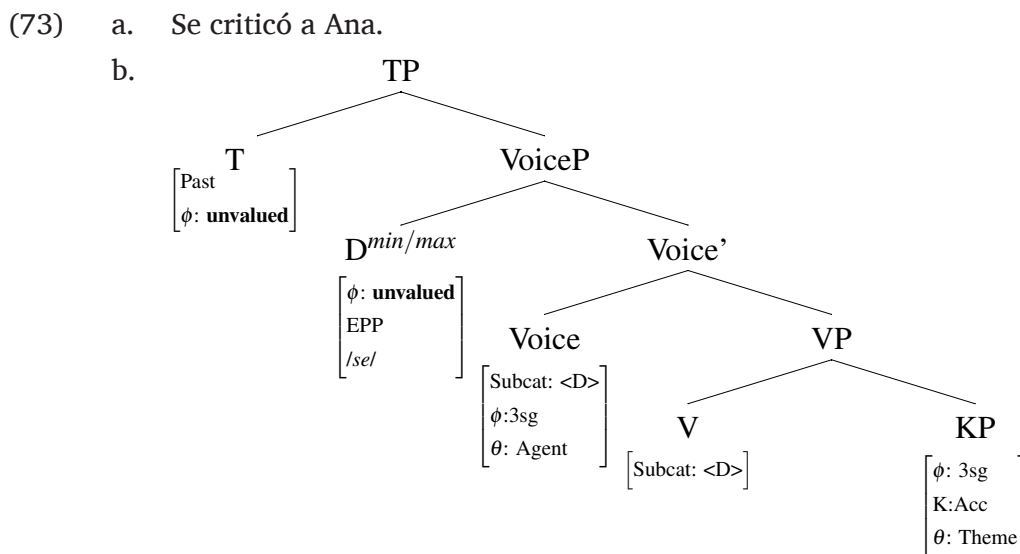 (73) a. Se criticó a Ana.
b. TP
T VoiceP
[Past
ϕ: unvalued]
D^min/max Voice’
[ϕ: unvalued
EPP
/se/]
Voice VP
[Subcat: <D>
ϕ:3sg
θ: Agent]
V KP
[Subcat: <D>]
[ϕ: 3sg
K:Acc
θ: Theme